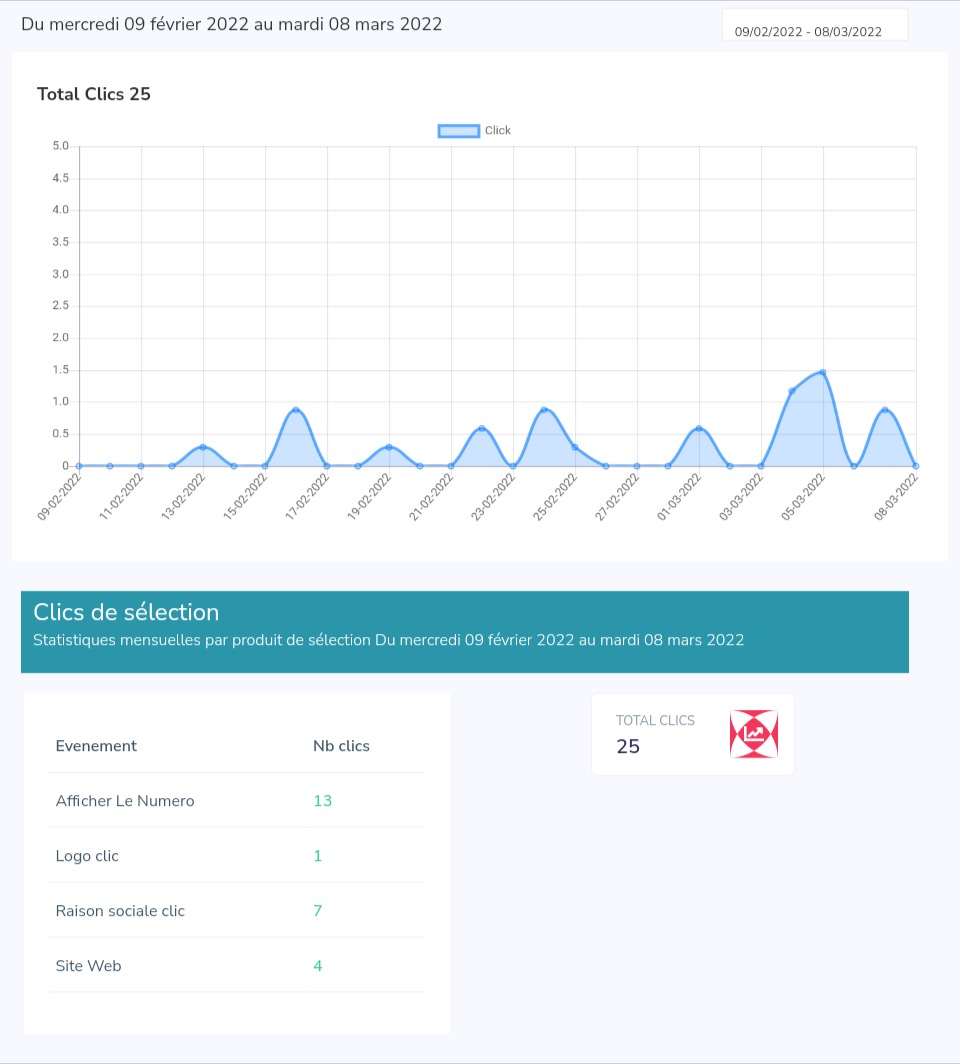 Du mercredi 09 février 2022 au mardi 08 mars 2022
09/02/2022 - 08/03/2022
Total Clics 25
Click
5.0
4.5
4.0
3.5
3.0
2.5
2.0
1.5
1.0
0.5
0
09-02-2022
11-02-2022
13-02-2022
15-02-2022
17-02-2022
19-02-2022
21-02-2022
23-02-2022
25-02-2022
27-02-2022
01-03-2022
03-03-2022
05-03-2022
08-03-2022
Clics de sélection
Statistiques mensuelles par produit de sélection Du mercredi 09 février 2022 au mardi 08 mars 2022
Evenement Nb clics
Afficher Le Numero 13
Logo clic 1
Raison sociale clic 7
Site Web 4
TOTAL CLICS
25